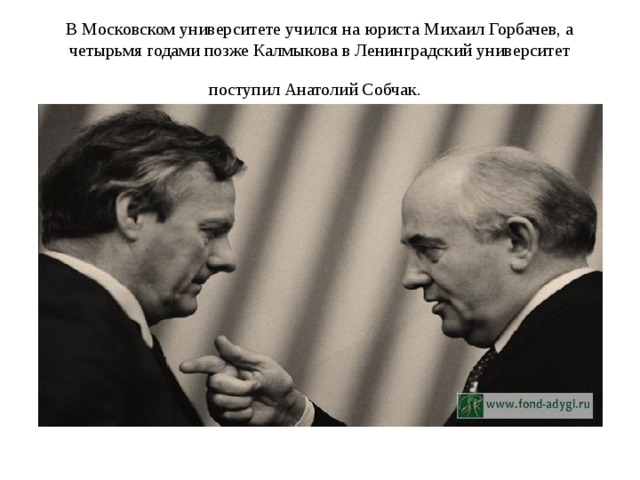 В Московском университете учился на юриста Михаил Горбачев, а
четырьмя годами позже Калмыкова в Ленинградский университет
поступил Анатолий Собчак.
www.fond-adygi.ru